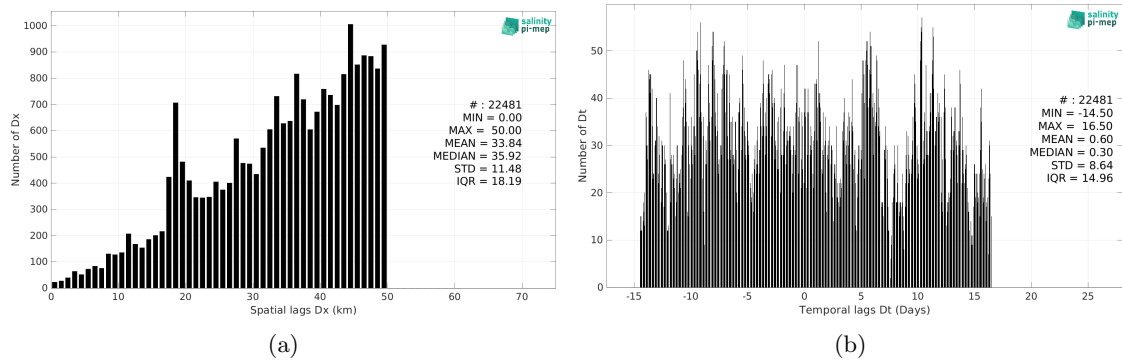 1000
900
800
700
600
500
400
300
200
100
0
Number of Dx
salinity
pi-mep
# : 22481
MIN = 0.00
MAX = 50.00
MEAN = 33.84
MEDIAN = 35.92
STD = 11.48
IQR = 18.19
0 10 20 30 40 50 60 70
Spatial lags Dx (km)
(a)
50
40
30
20
10
0
Number of Dt
salinity
pi-mep
# : 22481
MIN = -14.50
MAX = 16.50
MEAN = 0.60
MEDIAN = 0.30
STD = 8.64
IQR = 14.96
-15 -10 -5 0 5 10 15 20 25
Temporal lags Dt (Days)
(b)